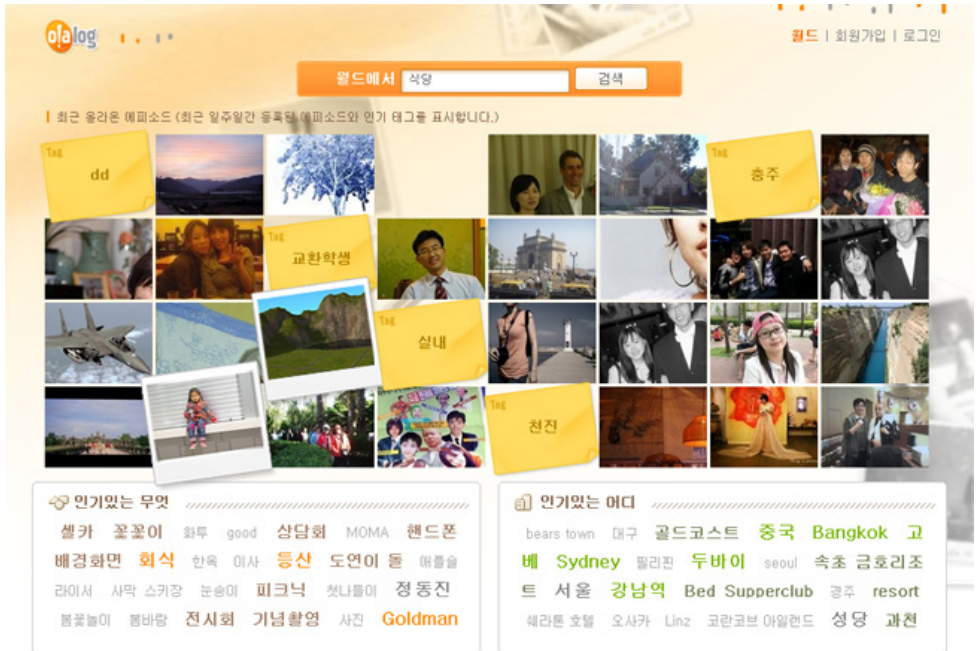 o!alog
월드 | 회원가입 | 로그인
월드에서 식당 검색
최근 올라온 에피소드 (최근 일주일간 등록된 에피소드와 인기 태그를 표시합니다.)
Tag
dd
Tag
충주
Tag
교환학생
Tag
실내
Tag
천진
인기있는 무엇
셀카 꽃꽂이 화투 good 상담회 MOMA 핸드폰
배경화면 회식 한옥 이사 등산 도연이 돌 애플슬
라이서 사막 스키장 눈송이 피크닉 첫나들이 정동진
봄꽃놀이 봄바람 전시회 기념촬영 사진 Goldman
인기있는 어디
bears town 대구 골드코스트 중국 Bangkok 고
베 Sydney 필리핀 두바이 seoul 속초 금호리조
트 서울 강남역 Bed Supperclub 경주 resort
쉐라톤 호텔 오사카 Linz 코란코브 아일랜드 성당 과천